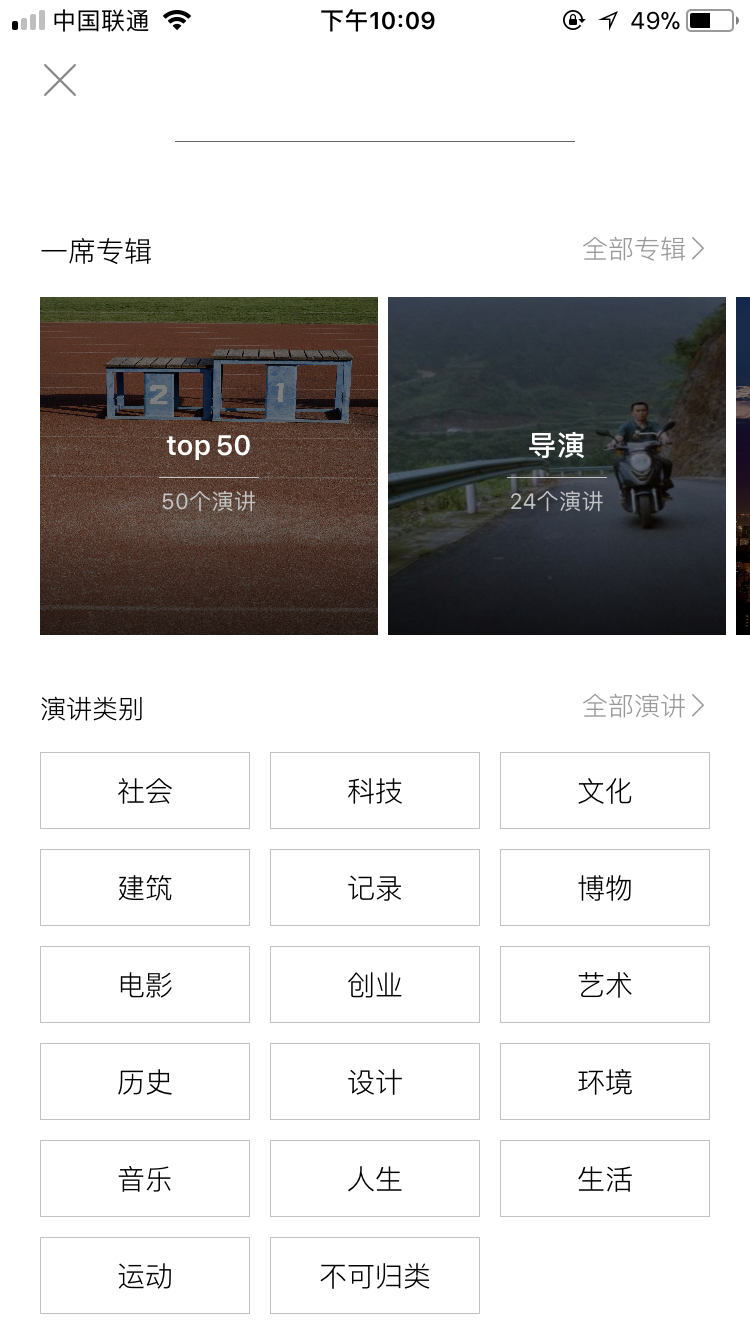 中国联通 下午10:09 49%
一席专辑 全部专辑
2 1
top 50 导演
50个演讲 24个演讲
演讲类别 全部演讲
社会 科技 文化
建筑 记录 博物
电影 创业 艺术
历史 设计 环境
音乐 人生 生活
运动 不可归类